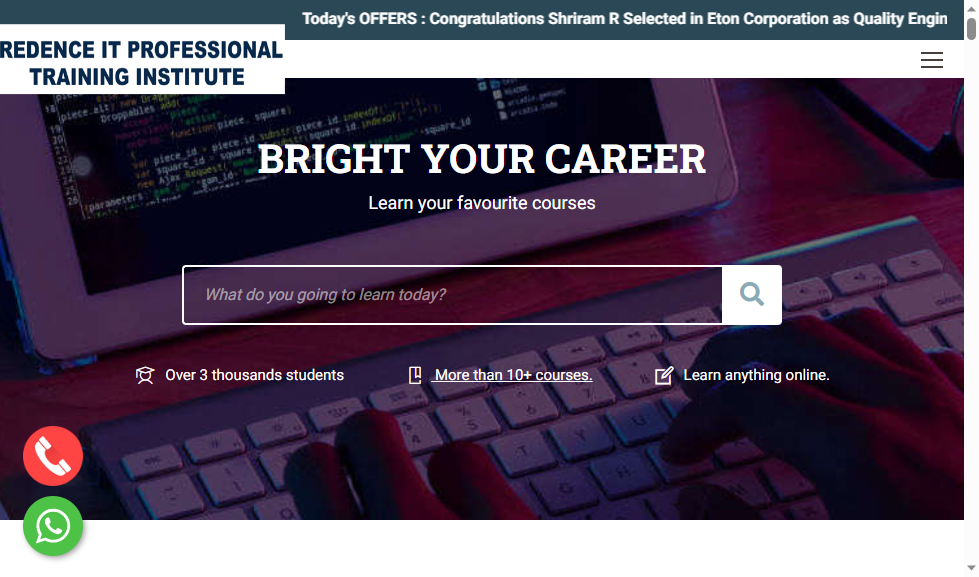 Today's OFFERS : Congratulations Shriram R Selected in Eton Corporation as Quality Engin
REDENCE IT PROFESSIONAL
TRAINING INSTITUTE
BRIGHT YOUR CAREER
Learn your favourite courses
What do you going to learn today?
Over 3 thousands students
More than 10+ courses.
Learn anything online.